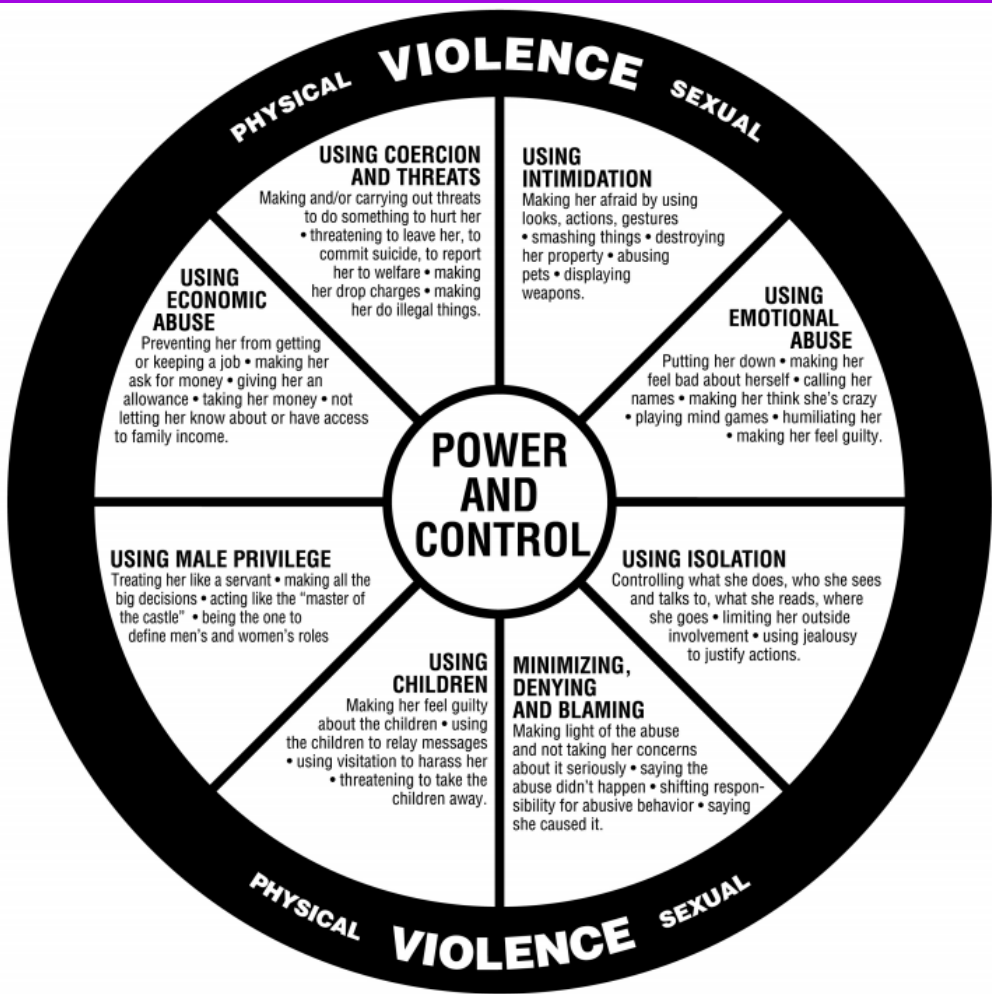 PHYSICAL VIOLENCE SEXUAL
USING COERCION
AND THREATS
Making and/or carrying out threats
to do something to hurt her
• threatening to leave her, to
commit suicide, to report
her to welfare • making
her drop charges • making
her do illegal things.
USING
INTIMIDATION
Making her afraid by using
looks, actions, gestures
• smashing things • destroying
her property • abusing
pets • displaying
weapons.
USING
ECONOMIC
ABUSE
Preventing her from getting
or keeping a job • making her
ask for money • giving her an
allowance • taking her money • not
letting her know about or have access
to family income.
USING
EMOTIONAL
ABUSE
Putting her down • making her
feel bad about herself • calling her
names • making her think she's crazy
• playing mind games • humiliating her
• making her feel guilty.
POWER
AND
CONTROL
USING MALE PRIVILEGE
Treating her like a servant • making all the
big decisions • acting like the “master of
the castle” • being the one to
define men's and women's roles
USING ISOLATION
Controlling what she does, who she sees
and talks to, what she reads, where
she goes • limiting her outside
involvement • using jealousy
to justify actions.
USING
CHILDREN
Making her feel guilty
about the children • using
the children to relay messages
• using visitation to harass her
• threatening to take the
children away.
MINIMIZING,
DENYING
AND BLAMING
Making light of the abuse
and not taking her concerns
about it seriously • saying the
abuse didn't happen • shifting respon-
sibility for abusive behavior • saying
she caused it.
PHYSICAL VIOLENCE SEXUAL